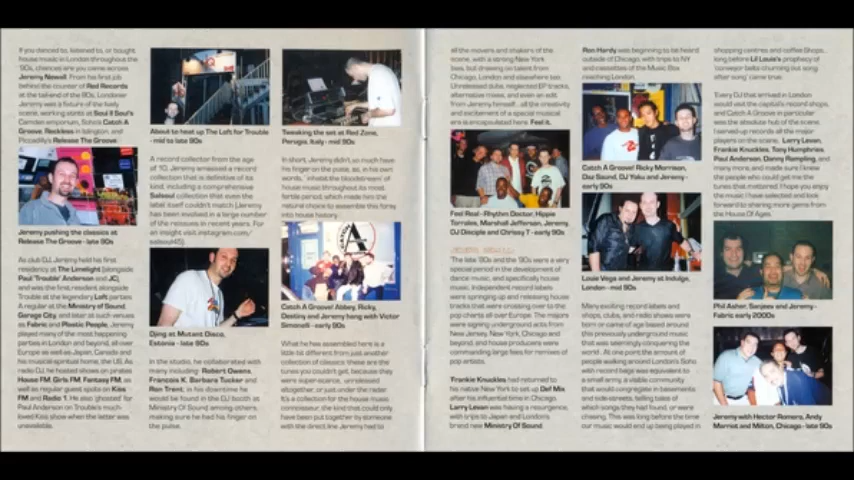 If you danced to, listened to, or bought
house music in London throughout the
'90s, chances are you came across
Jeremy Newall. From his first job
behind the counter of Red Records
at the tail-end of the 80s, Londoner
Jeremy was a fixture of the lively
scene, working stints at Soul II Soul's
Camden emporium, Soho's Catch A
Groove, Reckless in Islington, and
Piccadilly's Release The Groove.
Jeremy pushing the classics at
Release The Groove - late 90s
As club DJ, Jeremy held his first
residency at The Limelight (alongside
Paul 'Trouble' Anderson and JC),
and was the first resident alongside
Trouble at the legendary Loft parties.
A regular at the Ministry of Sound,
Garage City, and later at such venues
as Fabric and Plastic People, Jeremy
played many of the most happening
parties in London and beyond, all over
Europe as well as Japan, Canada and
his musical spiritual home, the US. As
radio DJ, he hosted shows on pirates
House FM, Girls FM, Fantasy FM, as
well as regular guest spots on Kiss
FM and Radio 1. He also 'ghosted' for
Paul Anderson on Trouble's much-
loved Kiss show when the latter was
unavailable.
About to heat up The Loft for Trouble
- mid to late 90s
A record collector from the age
of 10, Jeremy amassed a record
collection that is definitive of its
kind, including a comprehensive
Salsoul collection that even the
label itself couldn't match (Jeremy
has been involved in a large number
of the reissues in recent years. For
an insight visit instagram.com/
salsoul45).
Djing at Mutant Disco,
Estonia - late 90s
In the studio, he collaborated with
many including Robert Owens,
Francois K, Barbara Tucker and
Ron Trent, in his downtime he
would be found in the DJ booth at
Ministry Of Sound among others,
making sure he had his finger on
the pulse.
Tweaking the set at Red Zone,
Perugia, Italy - mid 90s
In short, Jeremy didn't so much have
his finger on the pulse, as, in his own
words, ' inhabit the bloodstream' of
house music throughout its most
fertile period, which made him the
natural choice to assemble this foray
into house history.
Catch A Groove! Abbey, Ricky,
Destiny and Jeremy hang with Victor
Simonelli - early 90s
What he has assembled here is a
little bit different from just another
collection of classics: these are the
tunes you couldn't get, because they
were super-scarce, unreleased
altogether, or just under the radar.
It's a collection for the house music
connoisseur, the kind that could only
have been put together by someone
with the direct line Jeremy had to
all the movers and shakers of the
scene, with a strong New York
bias, but drawing on talent from
Chicago, London and elsewhere too.
Unreleased dubs, neglected EP tracks,
alternative mixes, and even an edit
from Jeremy himself... all the creativity
and excitement of a special musical
era is encapsulated here. Feel it.
Feel Real - Rhythm Doctor, Hippie
Torrales, Marshall Jefferson, Jeremy,
DJ Disciple and Chrissy T - early 90s
'The late '80s and the '90s were a very
special period in the development of
dance music, and specifically house
music. Independent record labels
were springing up and releasing house
tracks that were crossing over to the
pop charts all over Europe. The majors
were signing underground acts from
New Jersey, New York, Chicago and
beyond, and house producers were
commanding large fees for remixes of
pop artists.
Frankie Knuckles had returned to
his native New York to set up Def Mix
after his influential time in Chicago.
Larry Levan was having a resurgence,
with trips to Japan and London's
brand new Ministry Of Sound.
Ron Hardy was beginning to be heard
outside of Chicago, with trips to NY
and cassettes of the Music Box
reaching London.
Catch A Groove! Ricky Morrison,
Daz Saund, DJ Yaku and Jeremy -
early 90s
Louie Vega and Jeremy at Indulge,
London - mid 90s
Many exciting record labels and
shops, clubs, and radio shows were
born or came of age based around
this previously underground music
that was seemingly conquering the
world. At one point the amount of
people walking around London's Soho
with record bags was equivalent to
a small army, a visible community
that would congregate in basements
and side-streets, telling tales of
which songs they had found, or were
chasing. This was long before the time
our music would end up being played in
shopping centres and coffee Shops,
long before Lil Louis's prophecy of
'conveyor belts churning out song
after song' came true.
'Every DJ that arrived in London
would visit the capital's record shops,
and Catch A Groove in particular
was the absolute hub of the scene.
I served-up records all the major
players on the scene, Larry Levan,
Frankie Knuckles, Tony Humphries,
Paul Anderson, Danny Rampling, and
many more, and made sure I knew
the people who could get me the
tunes that mattered. I hope you enjoy
the music I have selected and look
forward to sharing more gems from
the House Of Ages.
Phil Asher, Sanjeev and Jeremy -
Fabric early 2000s
Jeremy with Hector Romero, Andy
Marriot and Milton, Chicago - late 90s